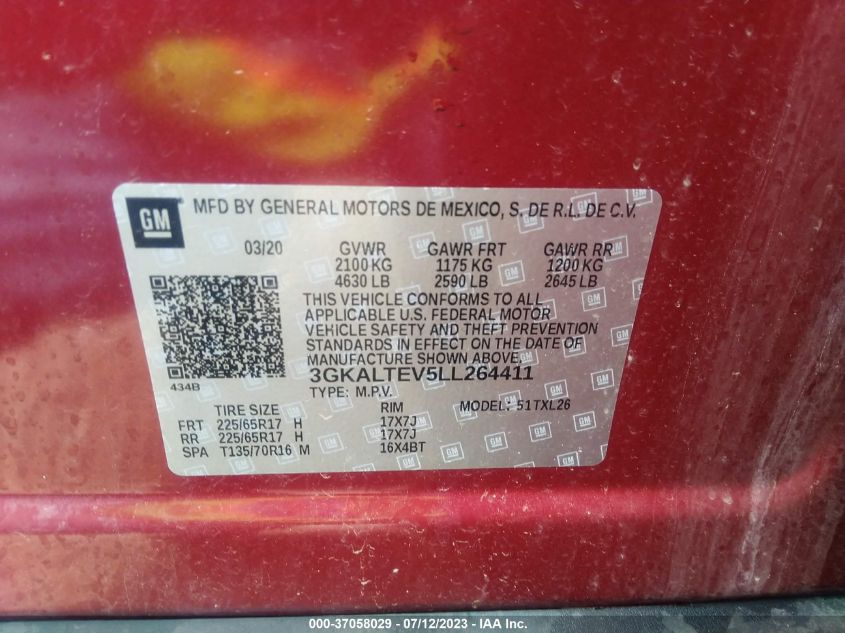 GM MFD BY GENERAL MOTORS DE MEXICO, S. DE R.L. DE C.V.
03/20 GVWR GAWR FRT GAWR RR
2100 KG 1175 KG 1200 KG
4630 LB 2590 LB 2645 LB
THIS VEHICLE CONFORMS TO ALL
APPLICABLE U.S. FEDERAL MOTOR
VEHICLE SAFETY AND THEFT PREVENTION
STANDARDS IN EFFECT ON THE DATE OF
MANUFACTURE SHOWN ABOVE.
434B 3GKALTEV5LL264411
TYPE: M.P.V.
TIRE SIZE RIM MODEL: 51TXL26
FRT 225/65R17 H 17X7J
RR 225/65R17 H 17X7J
SPA T135/70R16 M 16X4BT
000-37058029 - 07/12/2023 - IAA Inc.